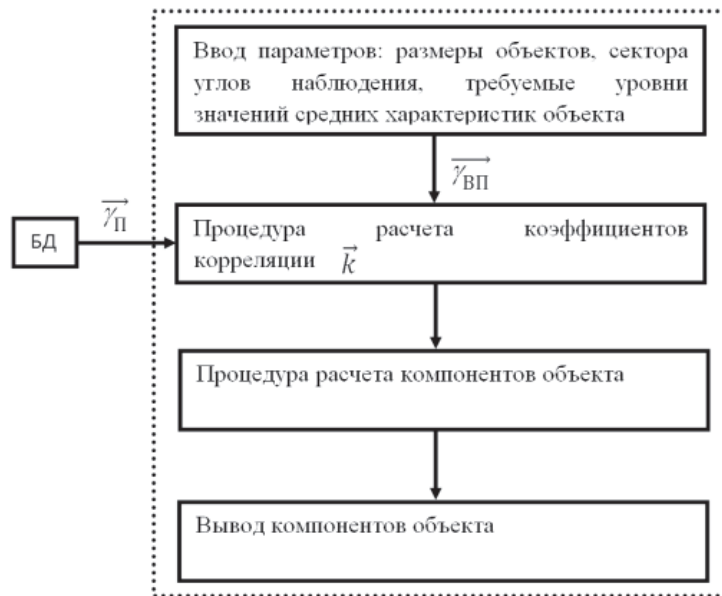 Ввод параметров: размеры объектов, сектора
углов наблюдения, требуемые уровни
значений средних характеристик объекта
γ_ВП
γ_П
БД
Процедура расчета коэффициентов
корреляции k
Процедура расчета компонентов объекта
Вывод компонентов объекта